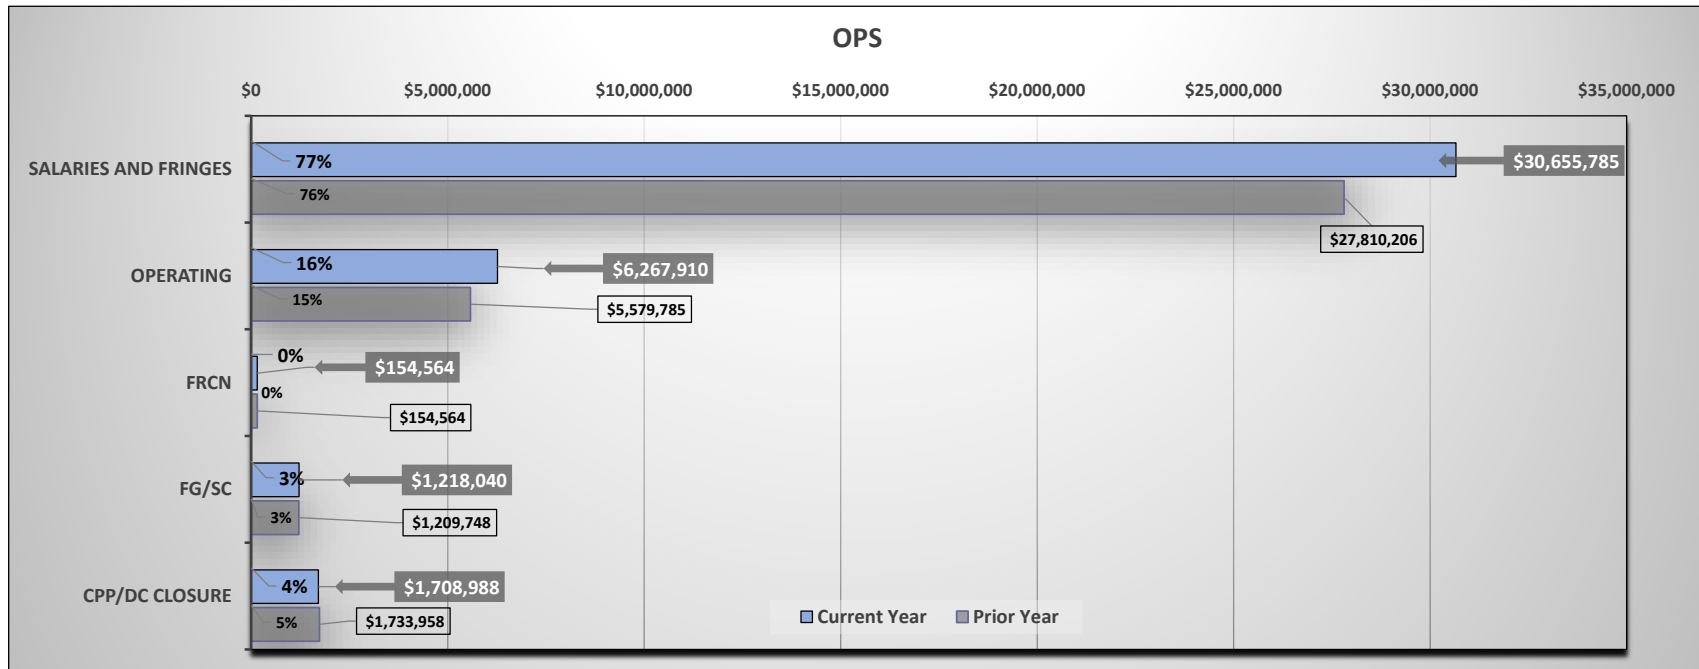 OPS
$0 $5,000,000 $10,000,000 $15,000,000 $20,000,000 $25,000,000 $30,000,000 $35,000,000
SALARIES AND FRINGES
77%
$30,655,785
76%
$27,810,206
OPERATING
16%
$6,267,910
15%
$5,579,785
FRCN
0%
$154,564
0%
$154,564
FG/SC
3%
$1,218,040
3%
$1,209,748
CPP/DC CLOSURE
4%
$1,708,988
5%
$1,733,958
Current Year Prior Year